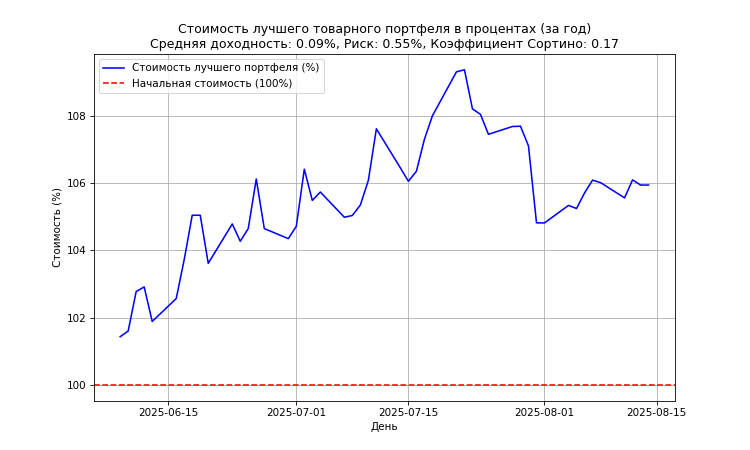 Стоимость лучшего товарного портфеля в процентах (за год)
Средняя доходность: 0.09%, Риск: 0.55%, Коэффициент Сортино: 0.17
Стоимость лучшего портфеля (%)
Начальная стоимость (100%)
Стоимость (%)
108
106
104
102
100
2025-06-15
2025-07-01
2025-07-15
2025-08-01
2025-08-15
День